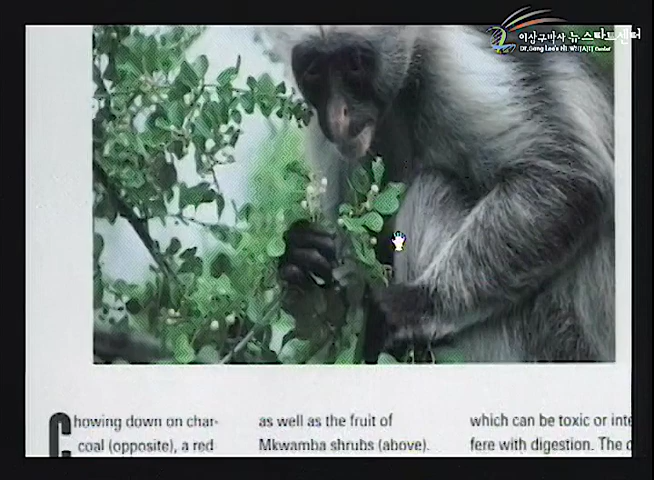 이상구박사 뉴스타트센터
Dr. Sang Lee's NEWSTART Center
Chowing down on char-
coal (opposite), a red
as well as the fruit of
Mkwamba shrubs (above).
which can be toxic or inte
fere with digestion. The